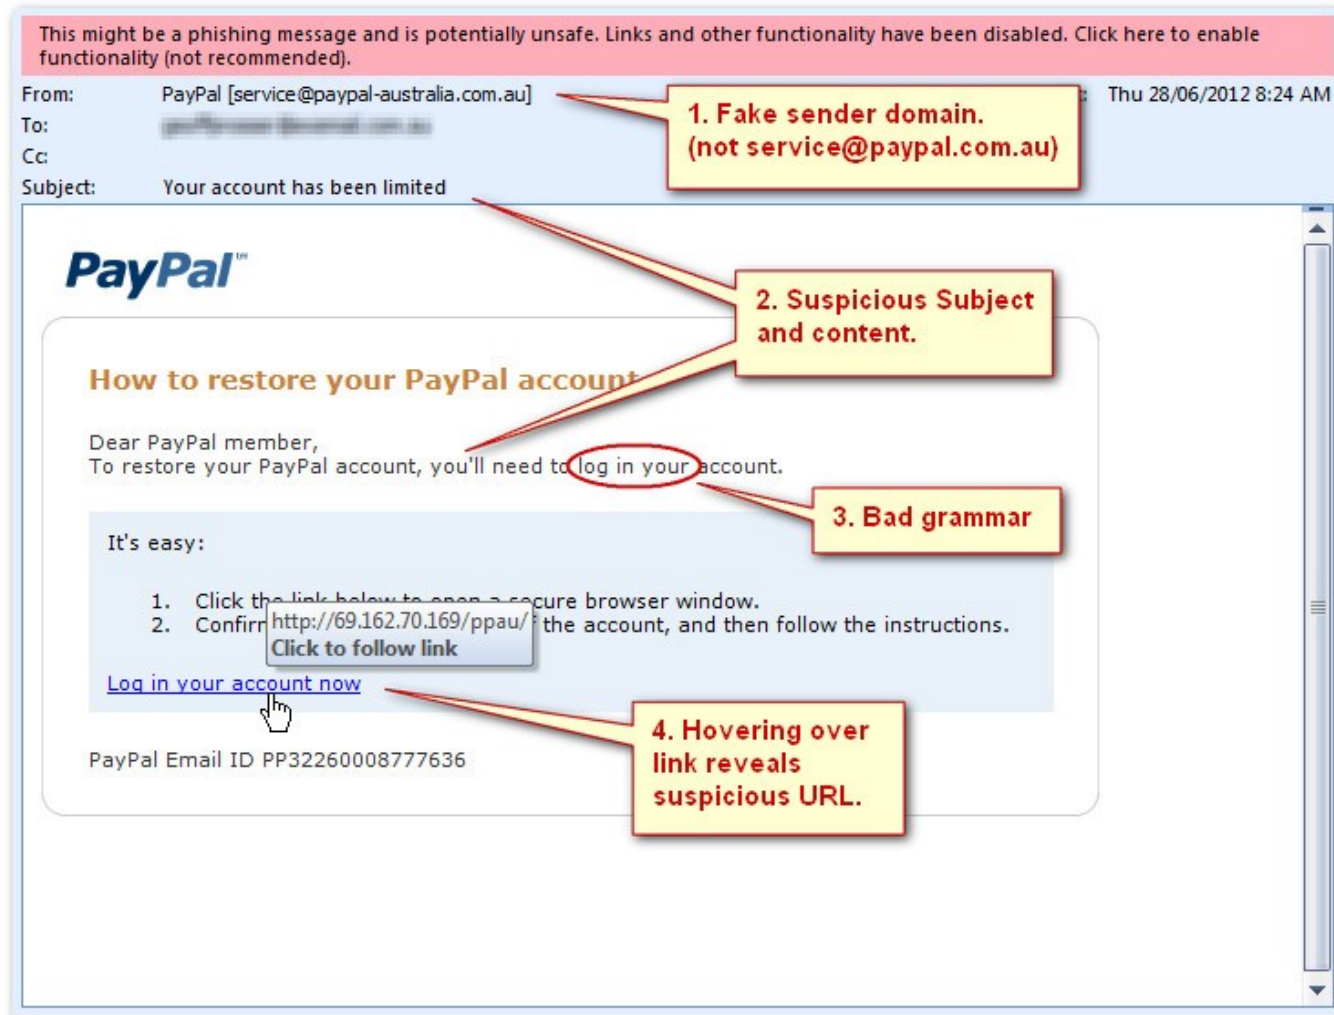 This might be a phishing message and is potentially unsafe. Links and other functionality have been disabled. Click here to enable
functionality (not recommended).
From: PayPal [service@paypal-australia.com.au]
Thu 28/06/2012 8:24 AM
To:
Cc:
Subject: Your account has been limited
1. Fake sender domain.
(not service@paypal.com.au)
PayPal™
2. Suspicious Subject
and content.
How to restore your PayPal account
Dear PayPal member,
To restore your PayPal account, you'll need to log in your account.
3. Bad grammar
It's easy:
1. Click the link below to open a secure browser window.
2. Confirm the account, and then follow the instructions.
http://69.162.70.169/ppau/
Click to follow link
Log in your account now
4. Hovering over
link reveals
suspicious URL.
PayPal Email ID PP32260008777636